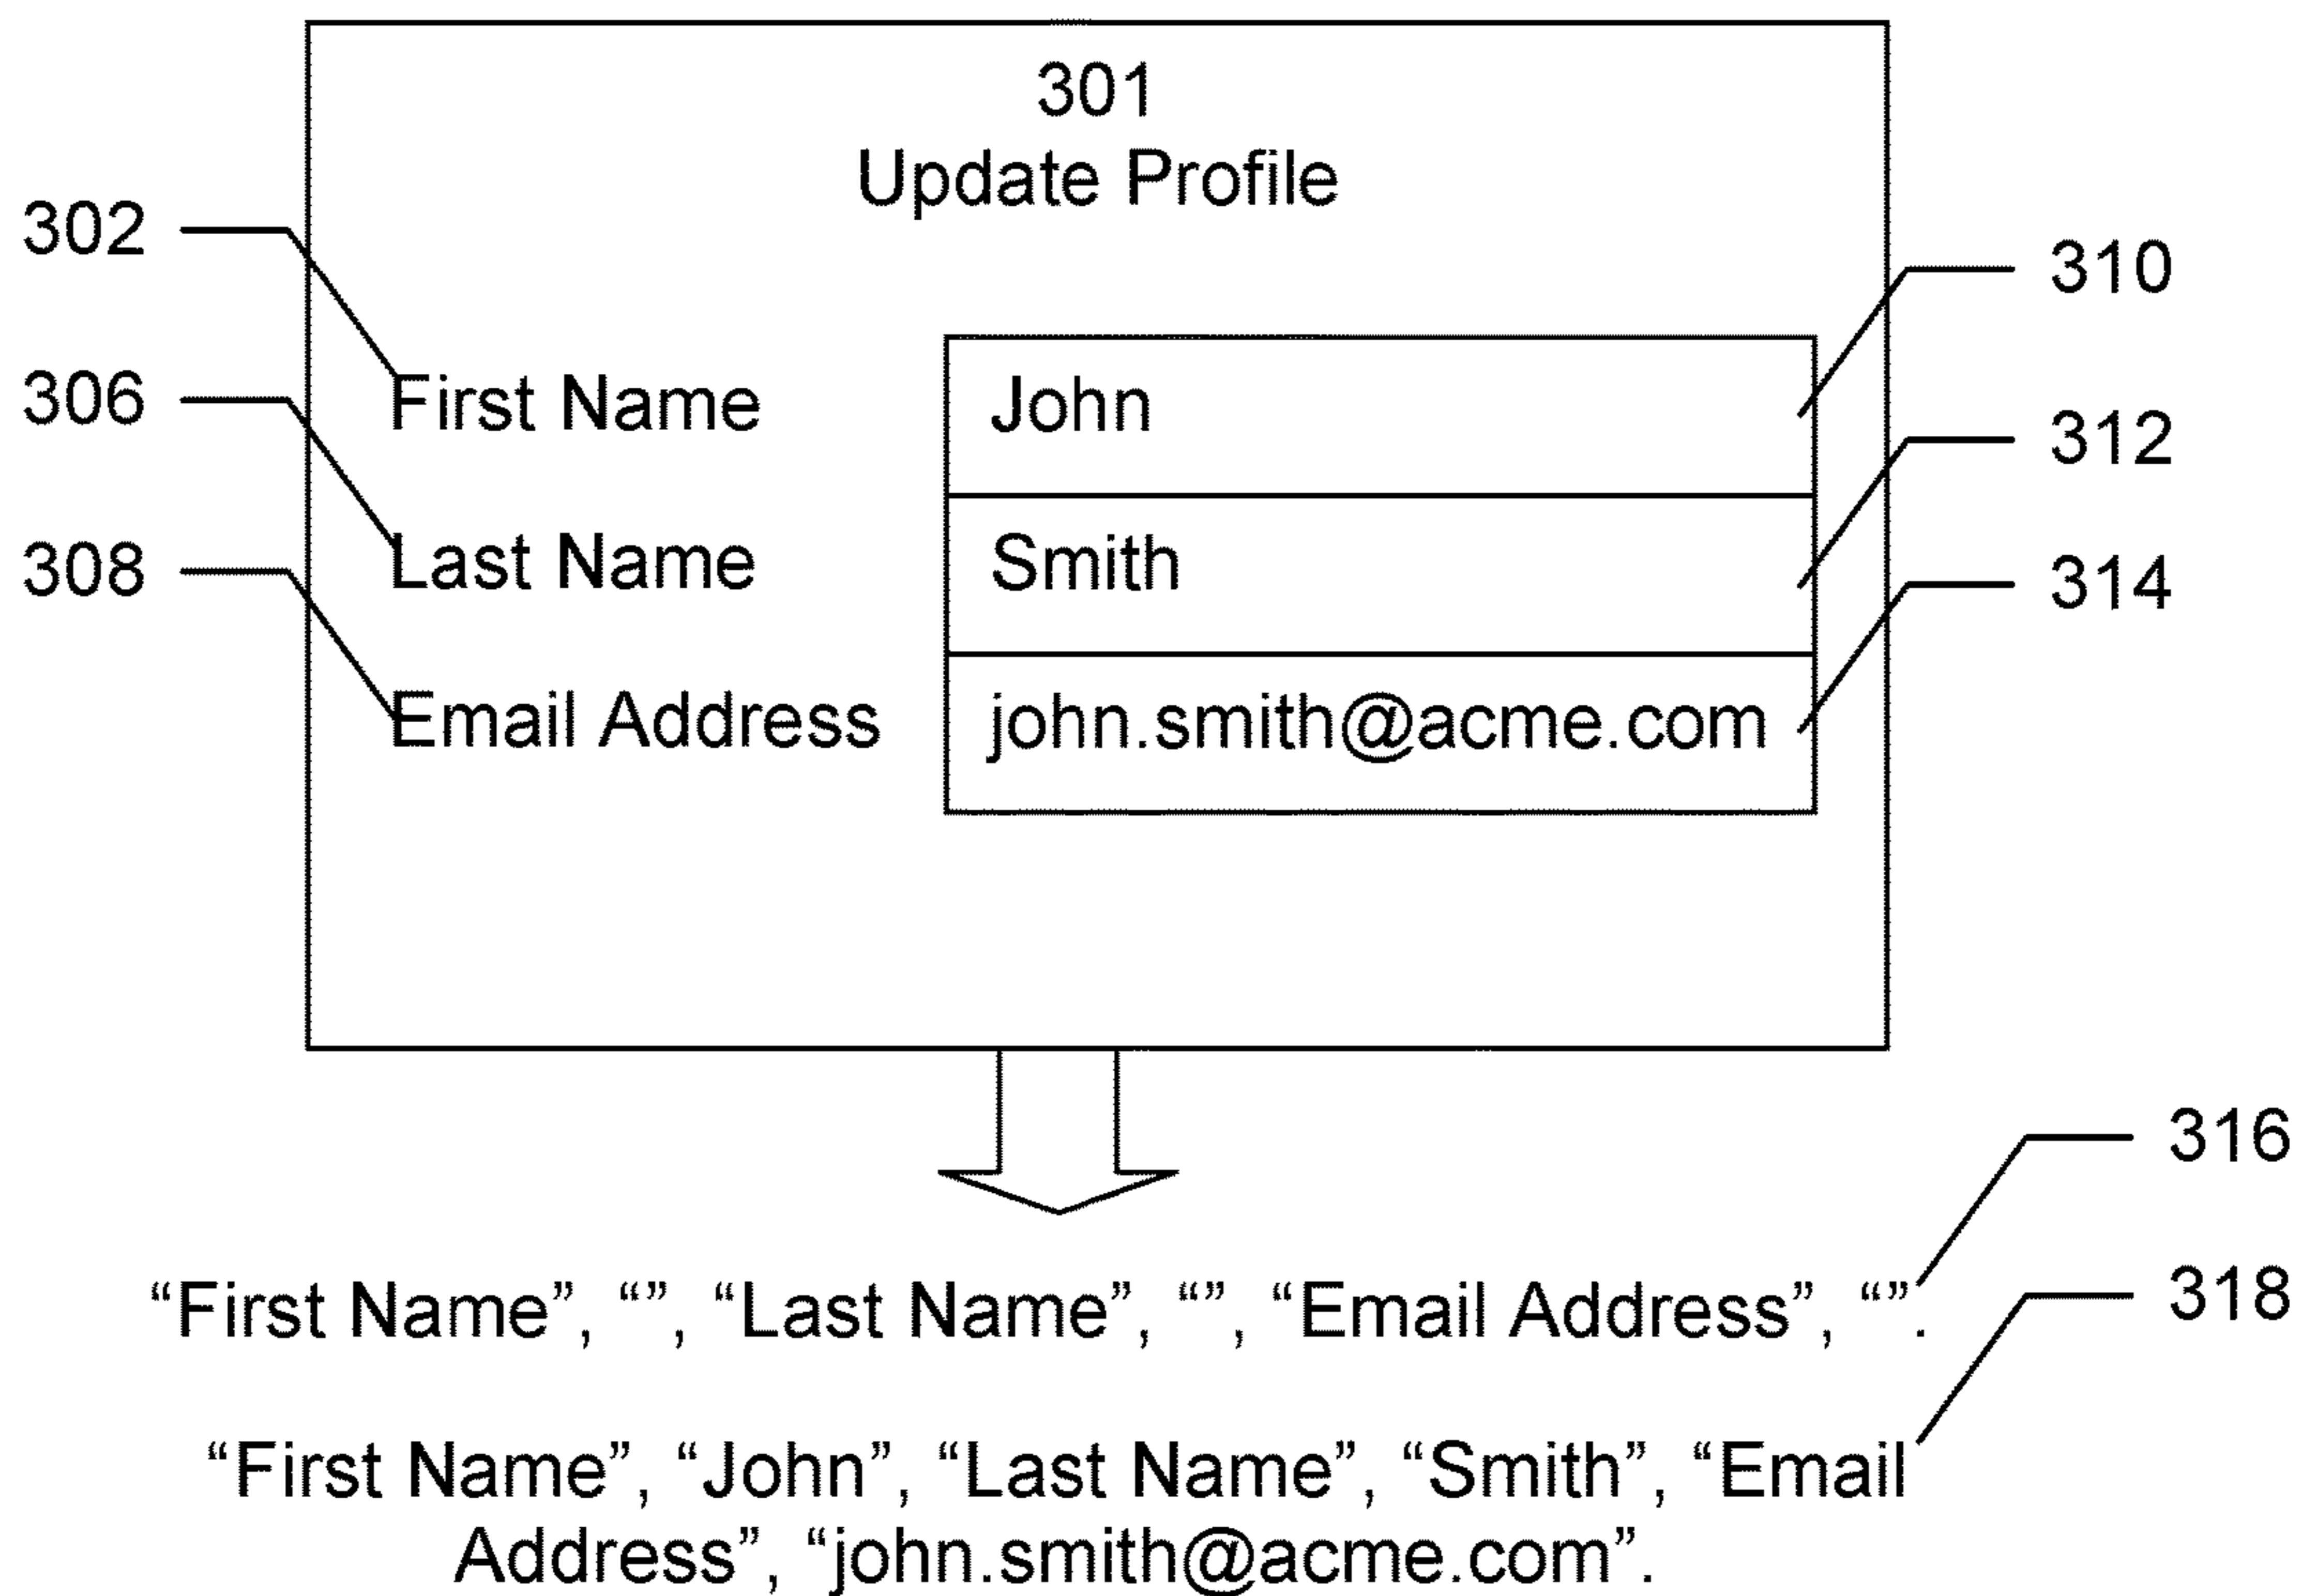 301
Update Profile
302
310
306 First Name John
312
308 Last Name Smith
314
Email Address john.smith@acme.com
316
“First Name”, “”, “Last Name”, “”, “Email Address”, “”.
318
“First Name”, “John”, “Last Name”, “Smith”, “Email
Address”, “john.smith@acme.com”.